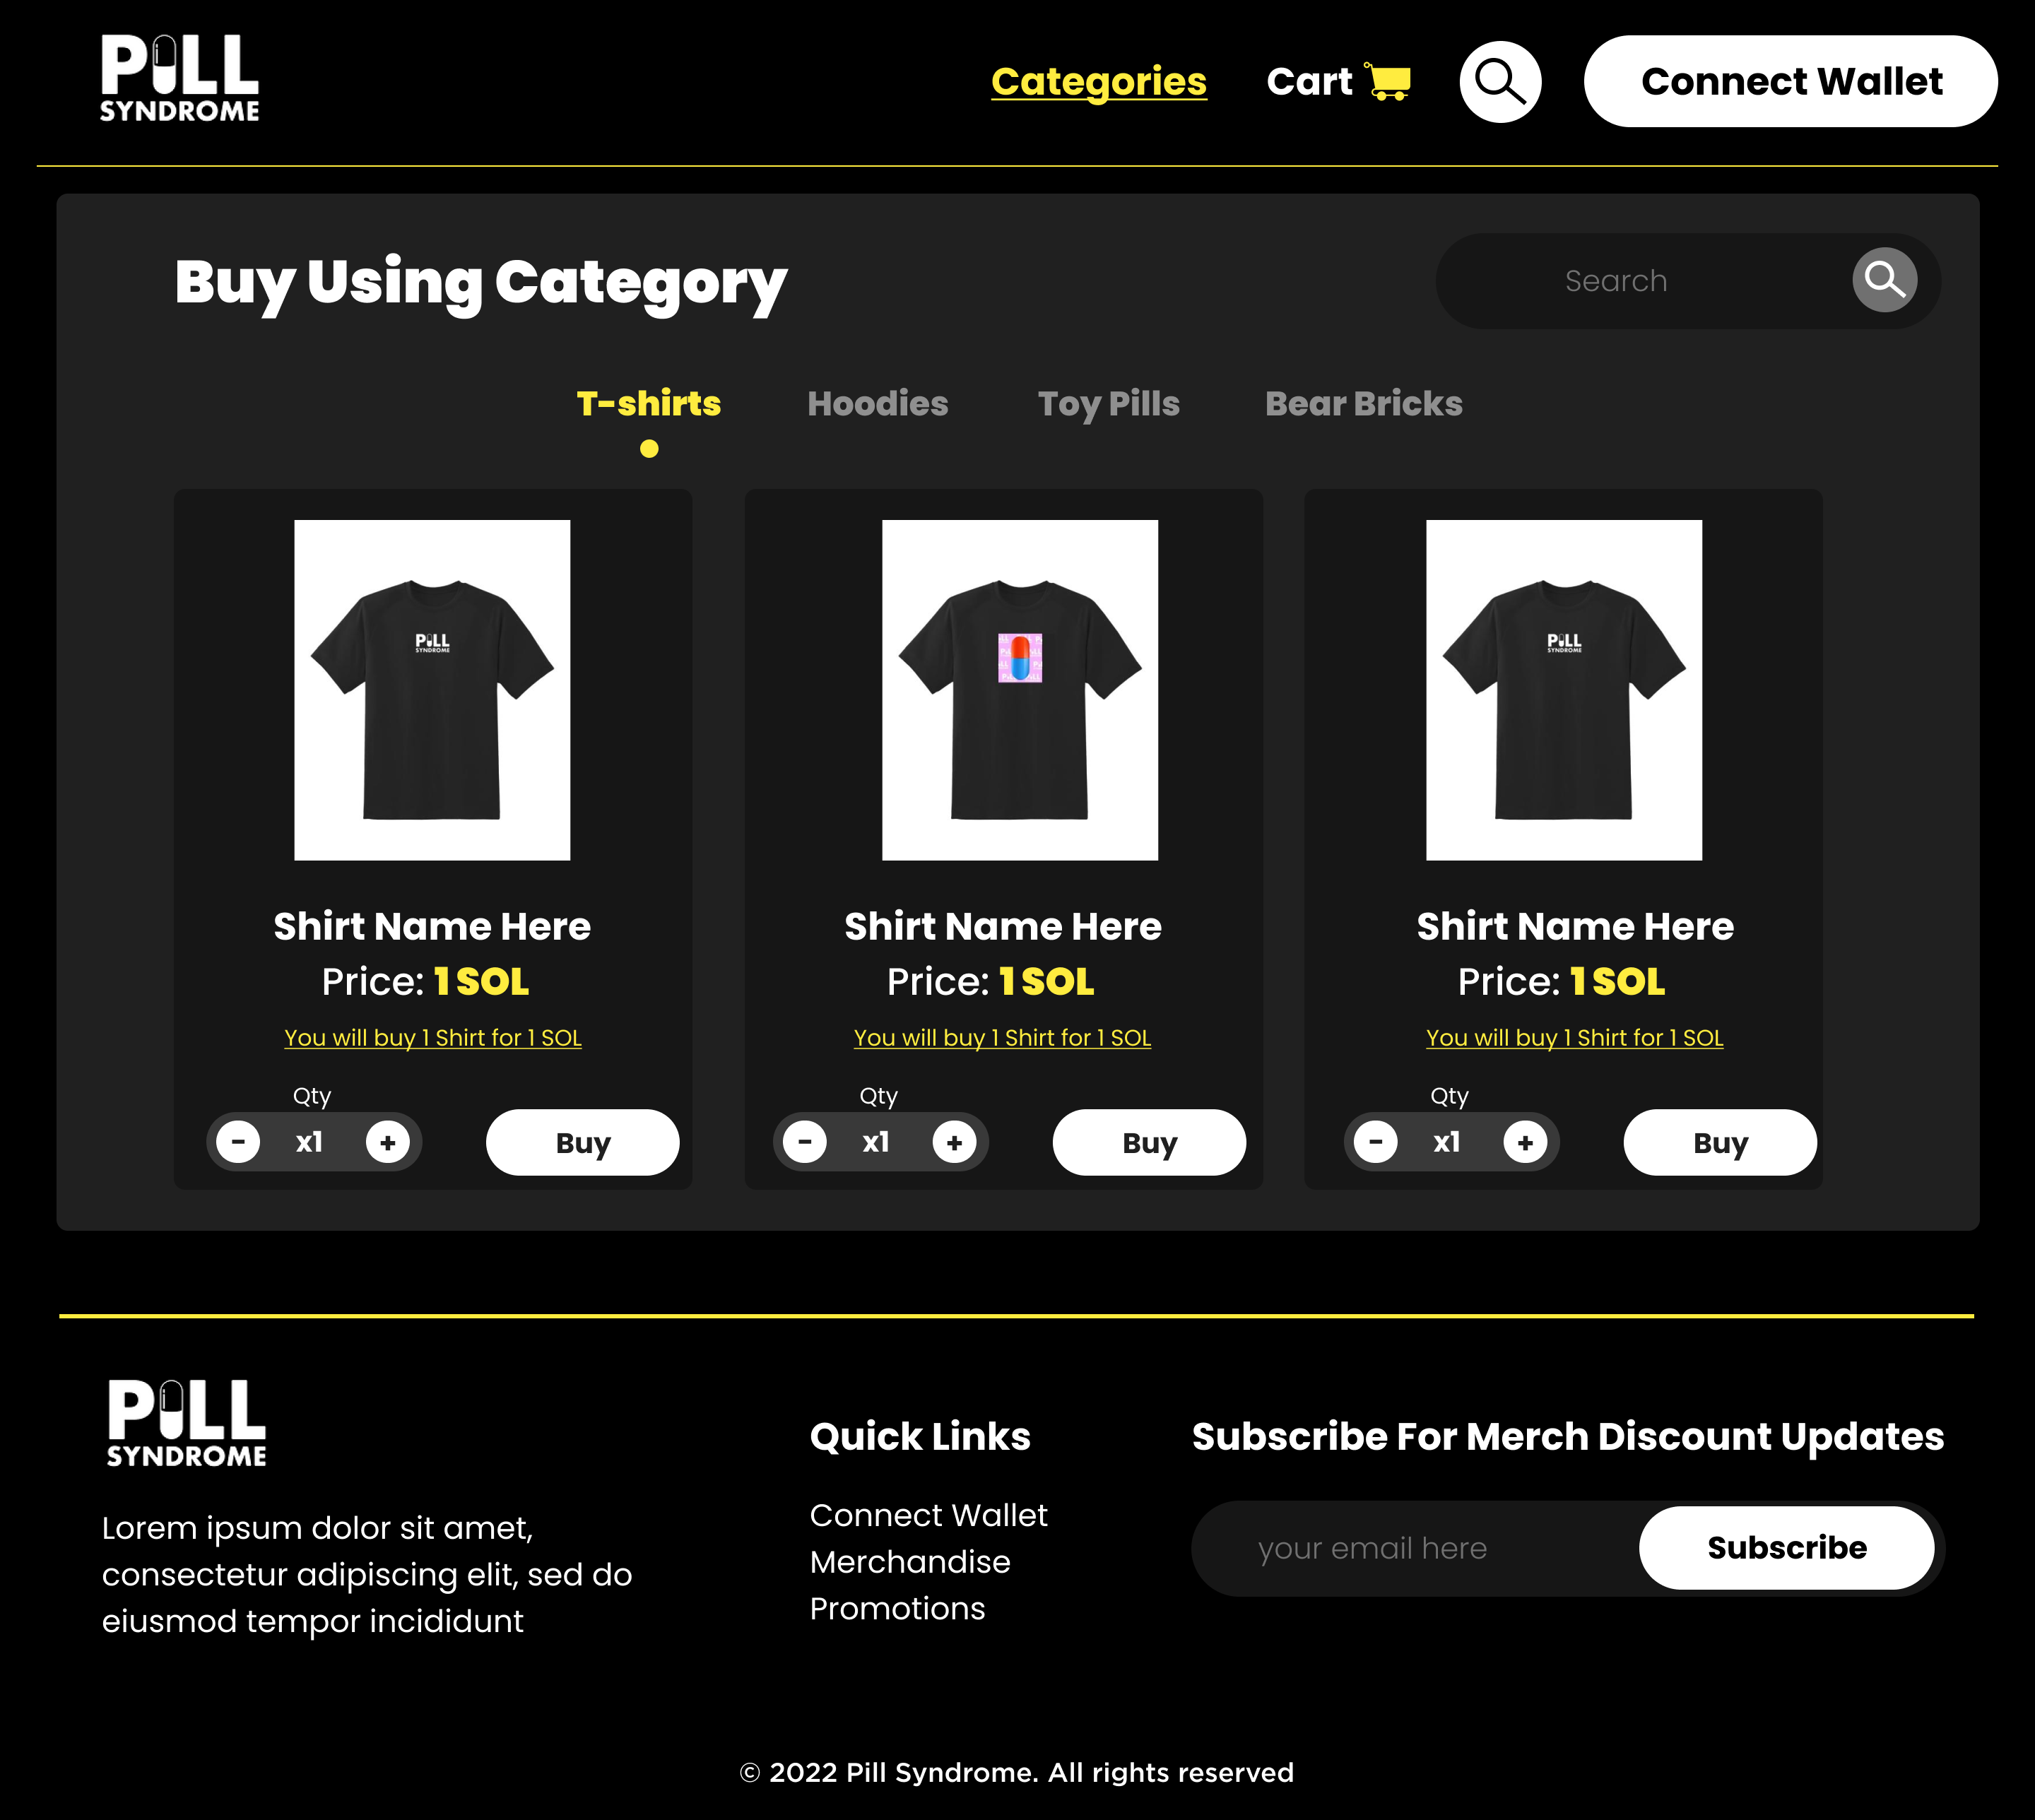 PILL
SYNDROME
Categories
Cart
Connect Wallet
Buy Using Category
Search
T-shirts
Hoodies
Toy Pills
Bear Bricks
PILL
SYNDROME
PILL
SYNDROME
Shirt Name Here
Price: 1 SOL
You will buy 1 Shirt for 1 SOL
Qty
- x1 +
Buy
Shirt Name Here
Price: 1 SOL
You will buy 1 Shirt for 1 SOL
Qty
- x1 +
Buy
Shirt Name Here
Price: 1 SOL
You will buy 1 Shirt for 1 SOL
Qty
- x1 +
Buy
PILL
SYNDROME
Lorem ipsum dolor sit amet,
consectetur adipiscing elit, sed do
eiusmod tempor incididunt
Quick Links
Connect Wallet
Merchandise
Promotions
Subscribe For Merch Discount Updates
your email here
Subscribe
© 2022 Pill Syndrome. All rights reserved